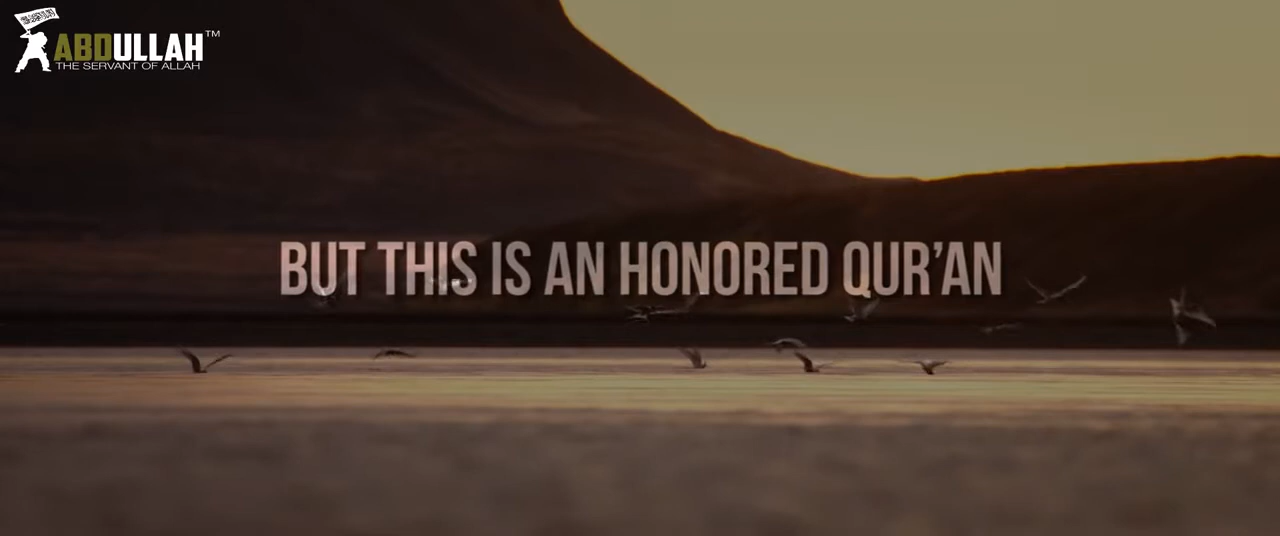 ABDULLAH™
THE SERVANT OF ALLAH
BUT THIS IS AN HONORED QUR’AN